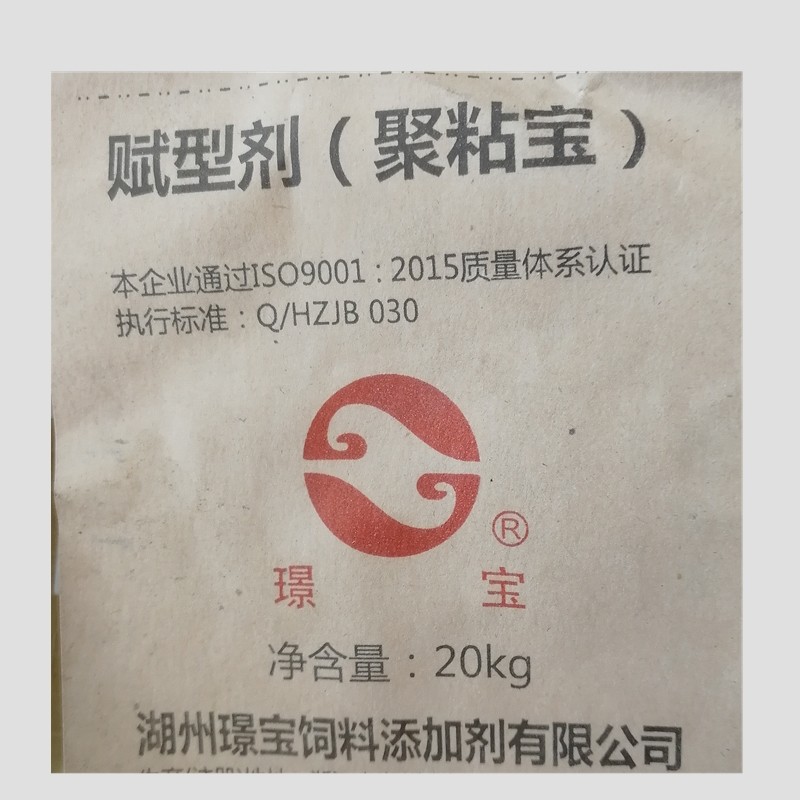 赋型剂（聚粘宝）
本企业通过ISO9001：2015质量体系认证
执行标准：Q/HZJB 030
®
璟 宝
净含量：20kg
湖州璟宝饲料添加剂有限公司